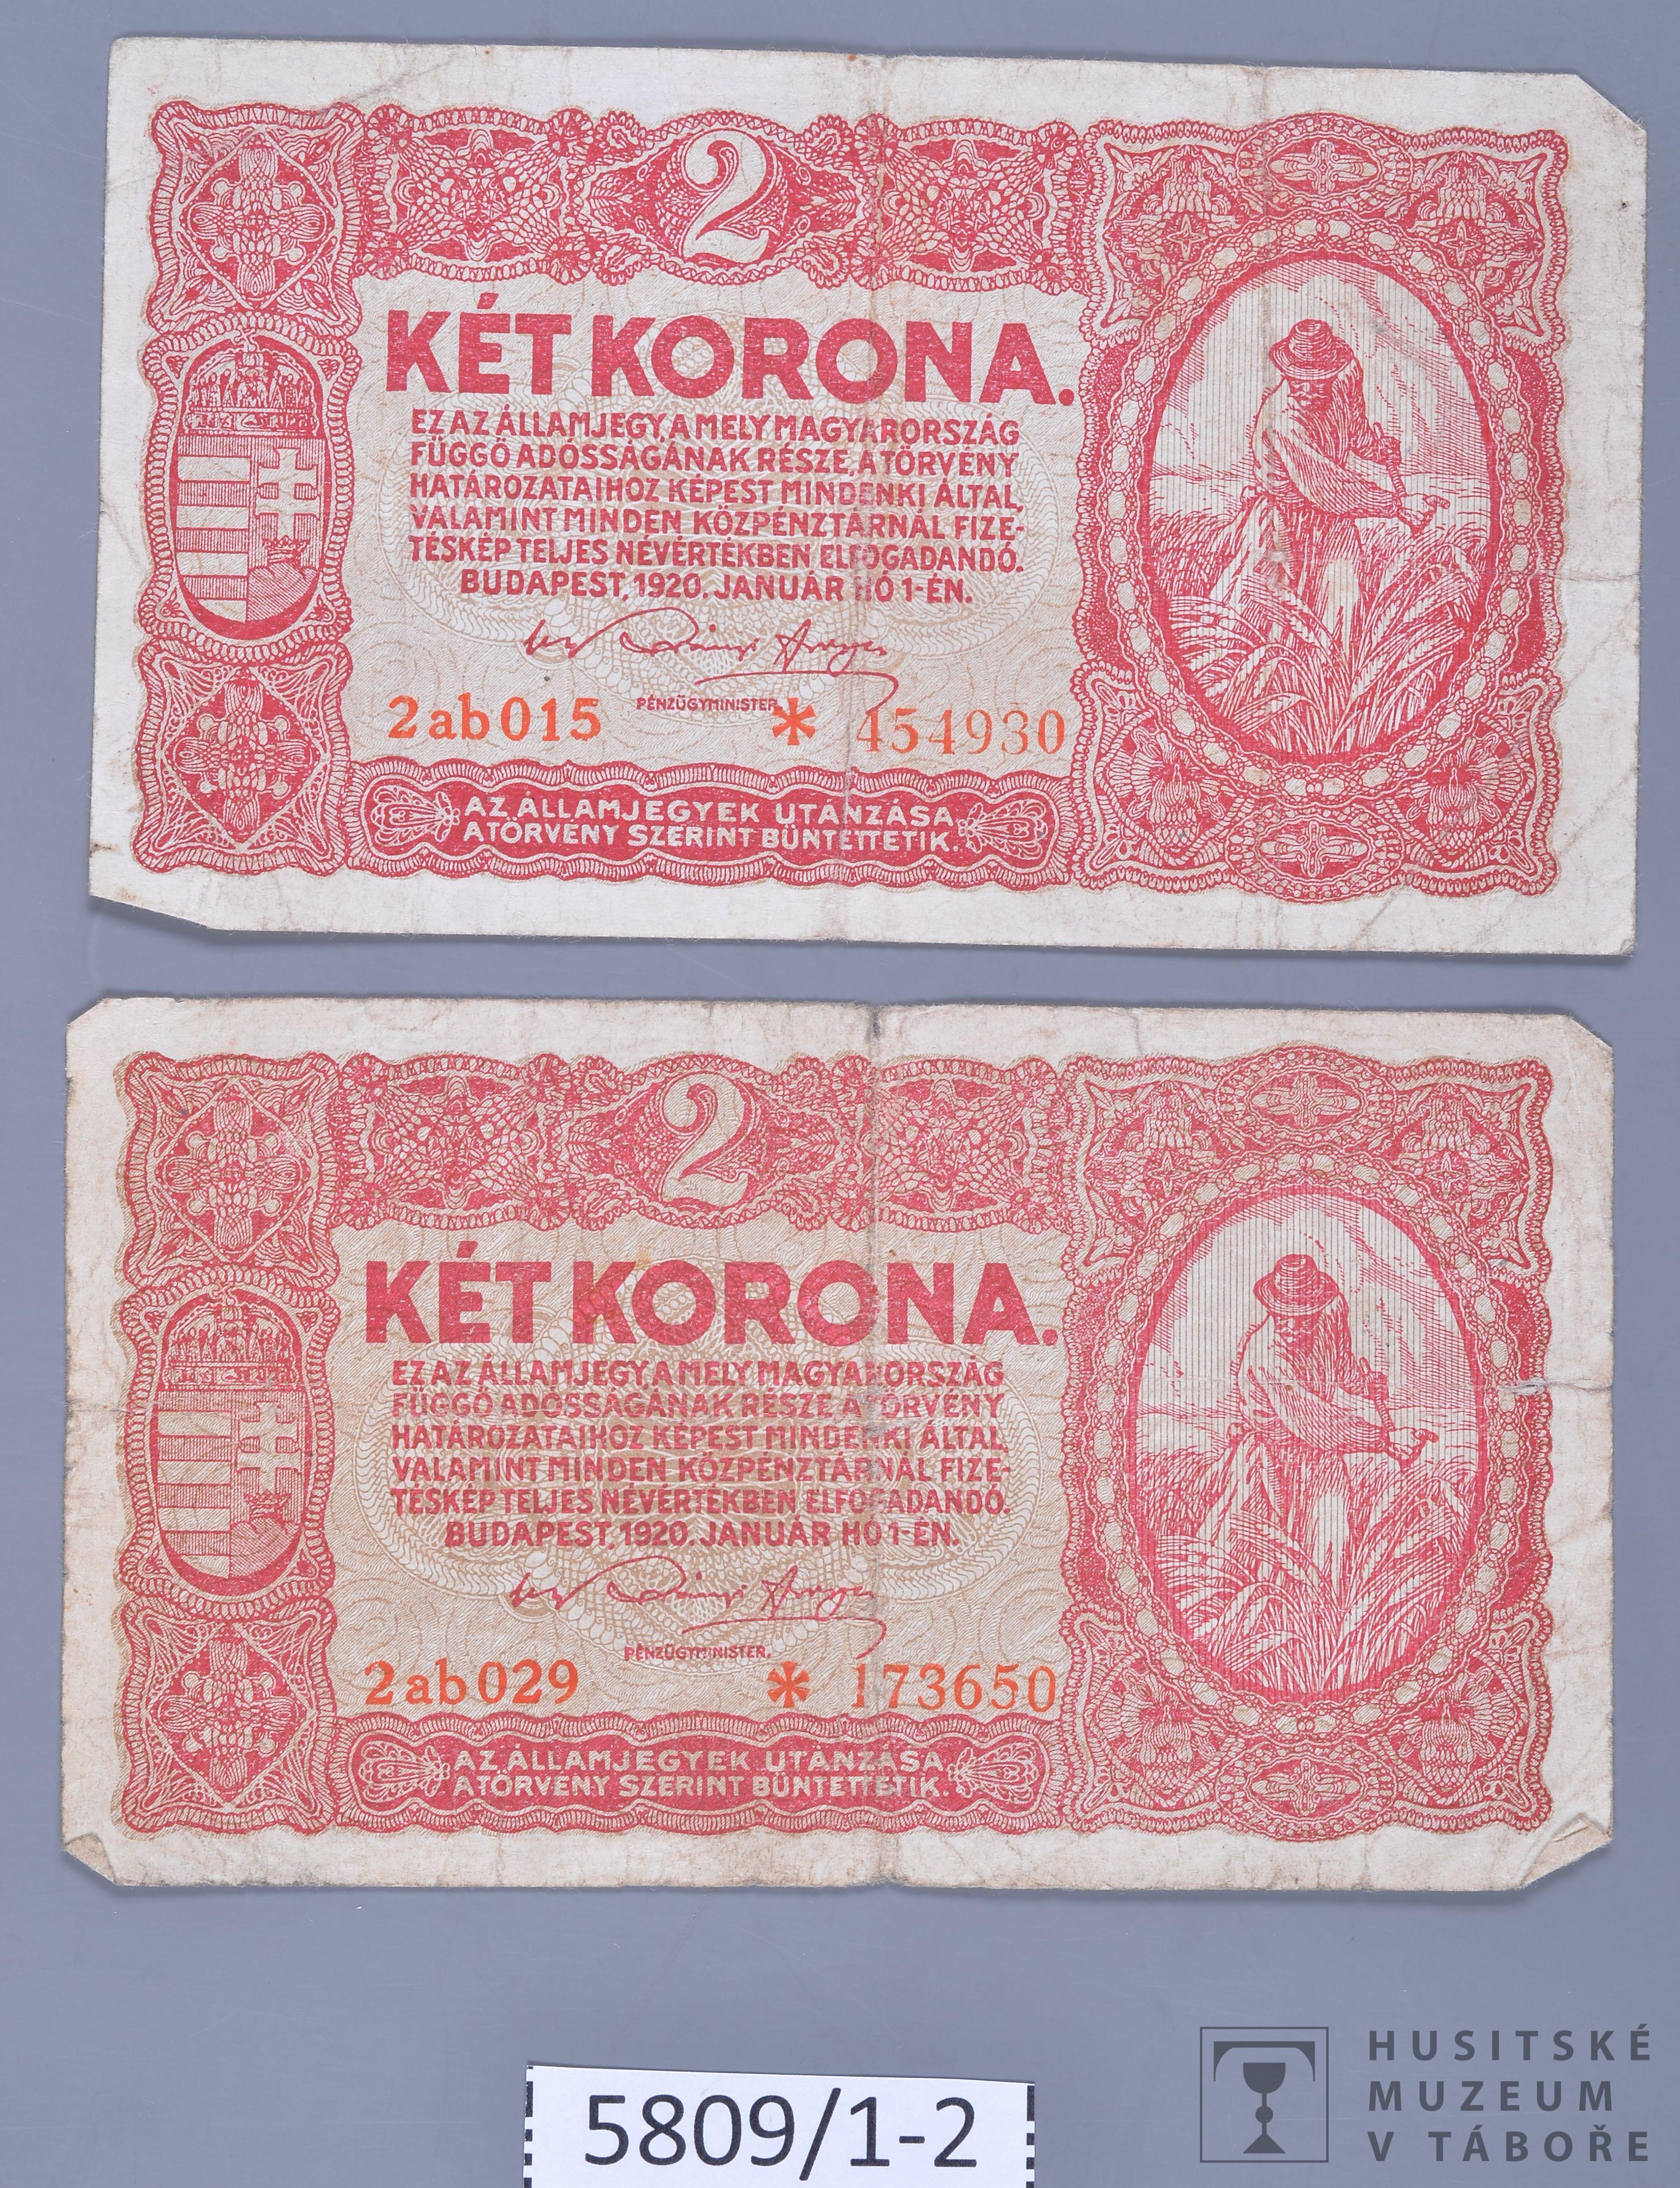 2
KÉT KORONA.
EZ AZ ÁLLAMJEGY, A MELY MAGYARORSZÁG
FÜGGŐ ADÓSSÁGÁNAK RÉSZE, A TÖRVÉNY
HATÁROZATAIHOZ KÉPEST MINDENKI ÁLTAL,
VALAMINT MINDEN KÖZPÉNZTÁRNÁL FIZE-
TÉSKÉP TELJES NÉVÉRTÉKBEN ELFOGADANDÓ.
BUDAPEST, 1920. JANUÁR HÓ 1-ÉN.
PÉNZÜGYMINISTER.
2ab015 * 454930
AZ ÁLLAMJEGYEK UTÁNZÁSA
A TÖRVÉNY SZERINT BÜNTETTETIK.
2
KÉT KORONA.
EZ AZ ÁLLAMJEGY, A MELY MAGYARORSZÁG
FÜGGŐ ADÓSSÁGÁNAK RÉSZE A TÖRVÉNY
HATÁROZATAIHOZ KÉPEST MINDENKI ÁLTAL,
VALAMINT MINDEN KÖZPÉNZTÁRNÁL FIZE-
TÉSKÉP TELJES NÉVÉRTÉKBEN ELFOGADANDÓ.
BUDAPEST, 1920. JANUÁR HÓ 1-ÉN.
PÉNZÜGYMINISTER.
2ab029 * 173650
AZ ÁLLAMJEGYEK UTÁNZÁSA
A TÖRVÉNY SZERINT BÜNTETTETIK.
5809/1-2
HUSITSKÉ
MUZEUM
V TÁBOŘE